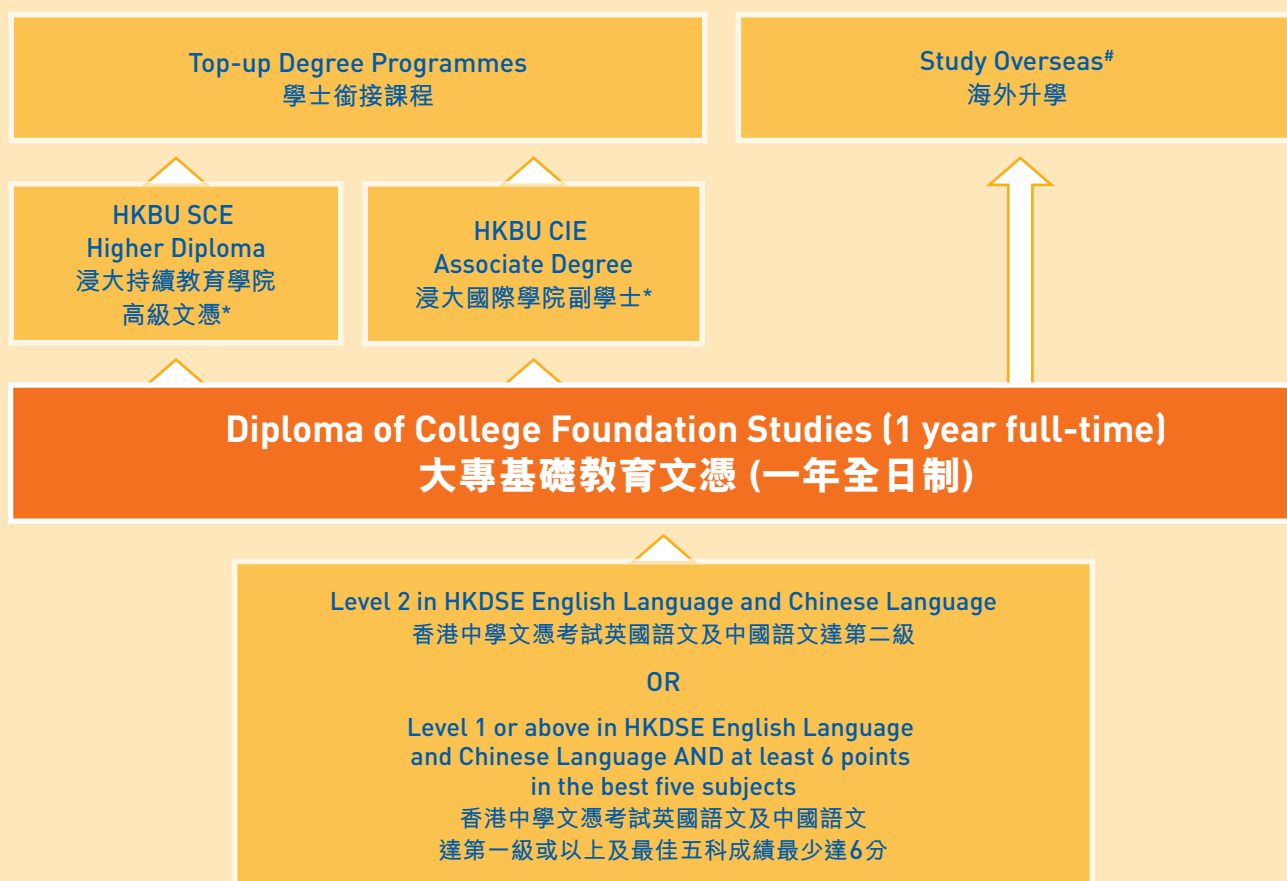 Top-up Degree Programmes
學士銜接課程
Study Overseas#
海外升學
HKBU SCE
Higher Diploma
浸大持續教育學院
高級文憑*
HKBU CIE
Associate Degree
浸大國際學院副學士*
Diploma of College Foundation Studies (1 year full-time)
大專基礎教育文憑 (一年全日制)
Level 2 in HKDSE English Language and Chinese Language
香港中學文憑考試英國語文及中國語文達第二級
OR
Level 1 or above in HKDSE English Language
and Chinese Language AND at least 6 points
in the best five subjects
香港中學文憑考試英國語文及中國語文
達第一級或以上及最佳五科成績最少達6分